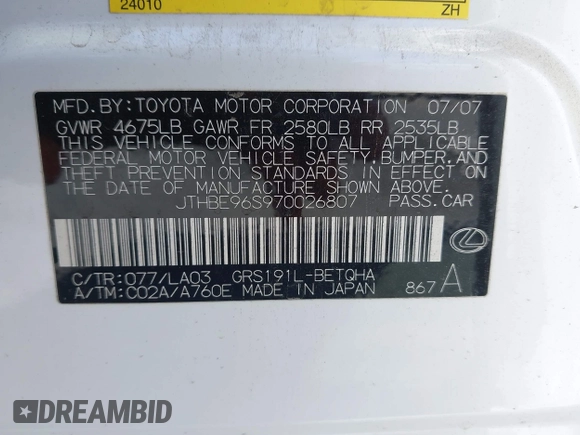 24010 ZH
MFD. BY: TOYOTA MOTOR CORPORATION 07/07
GVWR 4675LB GAWR FR 2580LB RR 2535LB
THIS VEHICLE CONFORMS TO ALL APPLICABLE
FEDERAL MOTOR VEHICLE SAFETY, BUMPER, AND
THEFT PREVENTION STANDARDS IN EFFECT ON
THE DATE OF MANUFACTURE SHOWN ABOVE.
JTHBE96S970026807 PASS. CAR
C/TR: 077/LA03 GRS191L-BETQHA
A/TM: C02A/A760E MADE IN JAPAN 867 A
DREAMBID